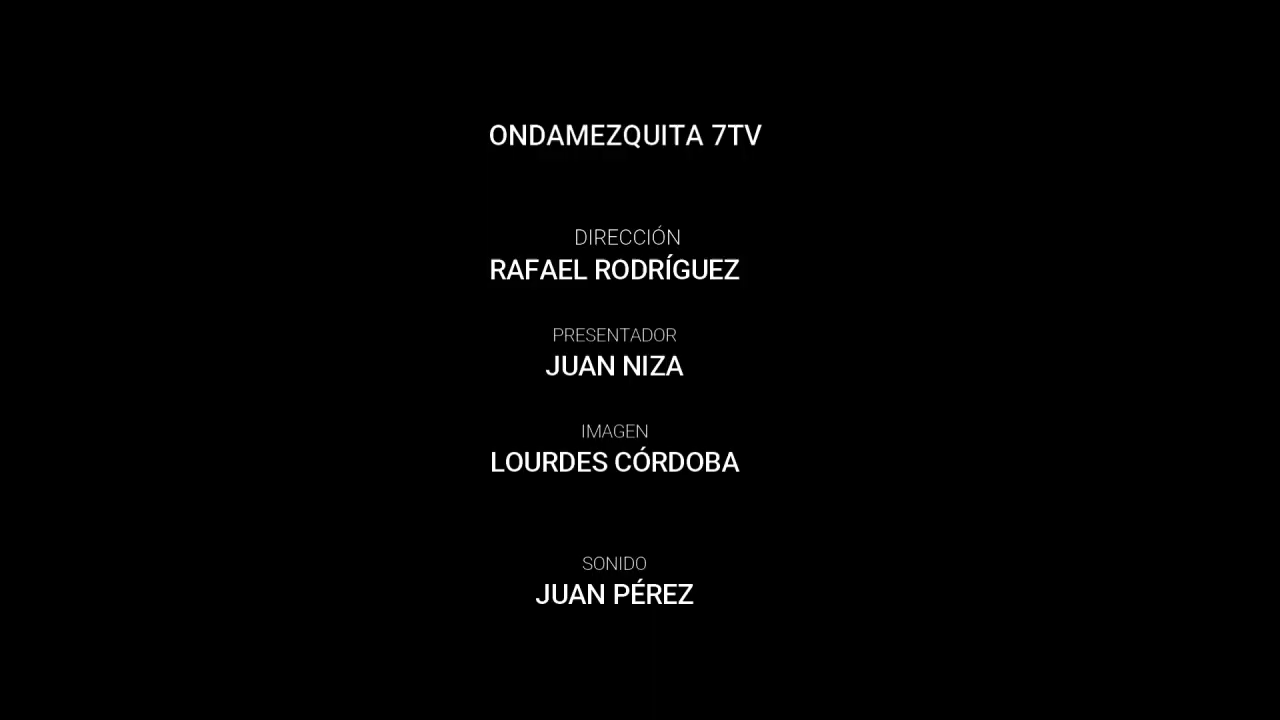 ONDAMEZQUITA 7TV
DIRECCIÓN
RAFAEL RODRÍGUEZ
PRESENTADOR
JUAN NIZA
IMAGEN
LOURDES CÓRDOBA
SONIDO
JUAN PÉREZ